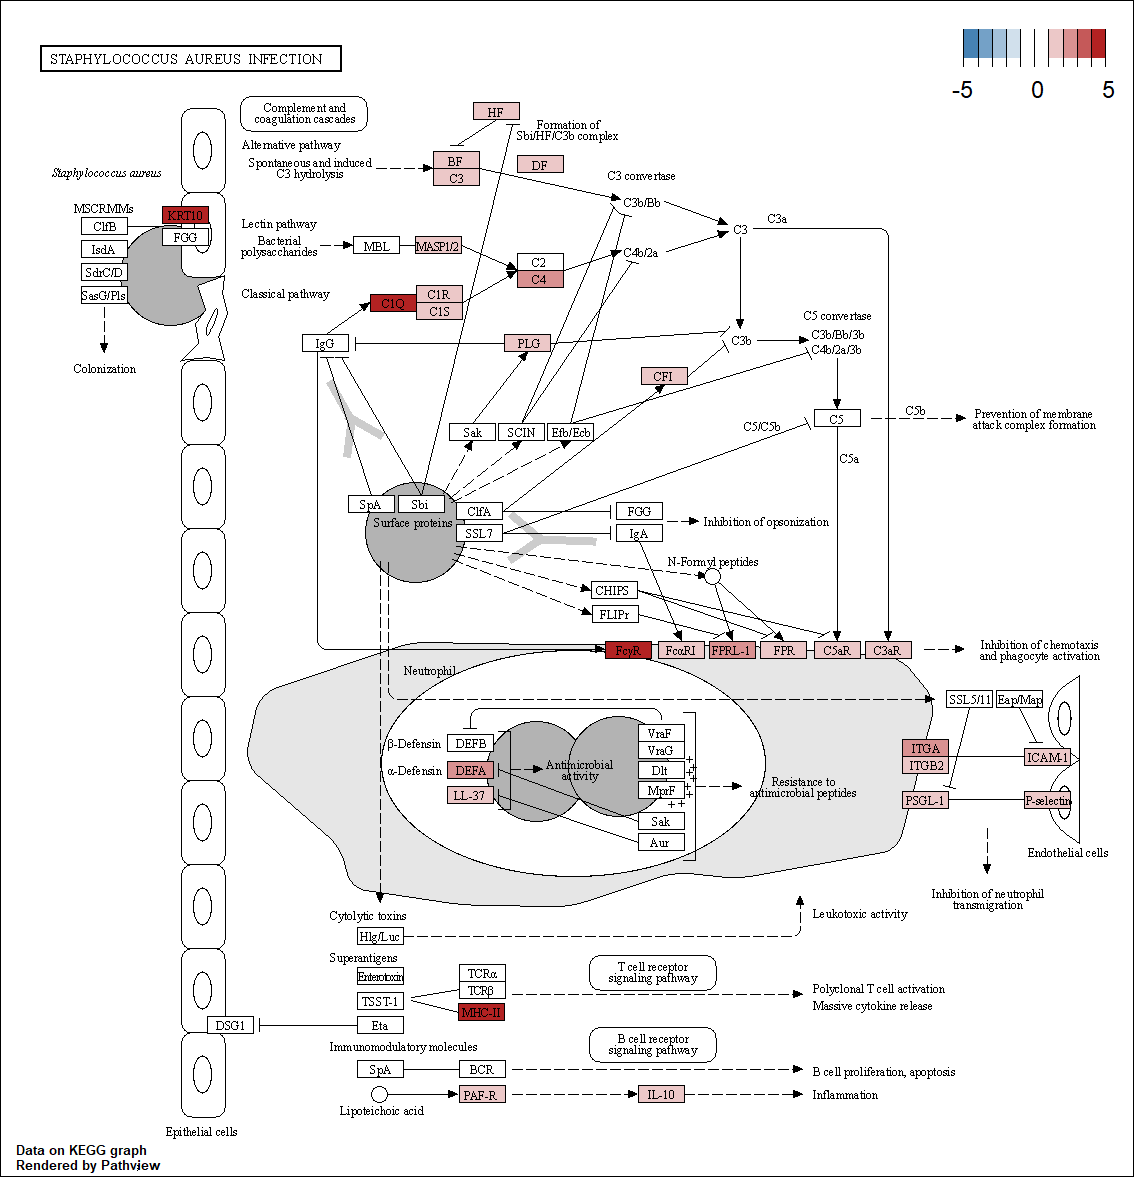 STAPHYLOCOCCUS AUREUS INFECTION
-5 0 5
Complement and
coagulation cascades
Alternative pathway
Spontaneous and induced
C3 hydrolysis
HF
Formation of
Sbi/HF/C3b complex
BF
C3
DF
C3 convertase
C3b/Bb
C3
C3a
Staphylococcus aureus
MSCRMMs
ClfB
IsdA
SdrC/D
SasG/Pls
KRT10
FGG
Colonization
Lectin pathway
Bacterial
polysaccharides
MBL
MASP1/2
C2
C4
C4b/2a
Classical pathway
C1Q
C1R
C1S
IgG
PLG
C3b
C5 convertase
C3b/Bb/3b
C4b/2a/3b
CFI
Sak
SCIN
Efb/Ecb
C5/C5b
C5
C5b
Prevention of membrane
attack complex formation
C5a
SpA
Sbi
Surface proteins
ClfA
SSL7
FGG
IgA
Inhibition of opsonization
N-Formyl peptides
CHIPS
FLIPr
FcγR
FcαRI
FPRL-1
FPR
C5aR
C3aR
Inhibition of chemotaxis
and phagocyte activation
Neutrophil
SSL5/11
Eap/Map
β-Defensin
DEFB
α-Defensin
DEFA
LL-37
Antimicrobial
activity
VraF
VraG
Dlt
MprF
Sak
Aur
+
+
+
+
+
+
+ +
Resistance to
antimicrobial peptides
ITGA
ITGB2
ICAM-1
PSGL-1
P-selectin
Endothelial cells
Inhibition of neutrophil
transmigration
Cytolytic toxins
Hlg/Luc
Leukotoxic activity
Superantigens
Enterotoxin
TSST-1
Eta
DSG1
TCRα
TCRβ
MHC-II
T cell receptor
signaling pathway
Polyclonal T cell activation
Massive cytokine release
Immunomodulatory molecules
B cell receptor
signaling pathway
SpA
BCR
B cell proliferation, apoptosis
Lipoteichoic acid
PAF-R
IL-10
Inflammation
Epithelial cells
Data on KEGG graph
Rendered by Pathview